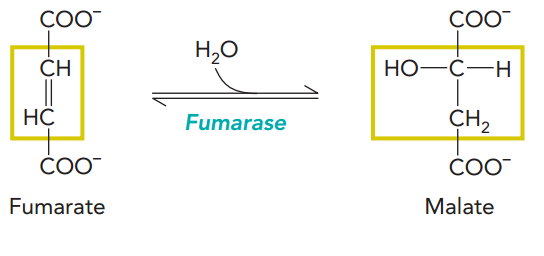 COO⁻
CH
HC
COO⁻
Fumarate
H₂O
Fumarase
COO⁻
HO—C—H
CH₂
COO⁻
Malate